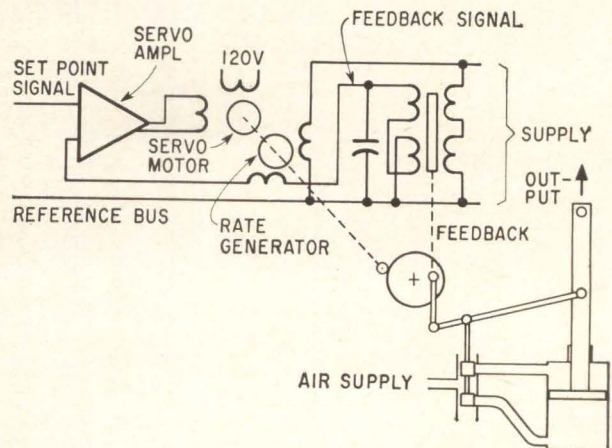 SERVO
AMPL
120V
FEEDBACK SIGNAL
SET POINT
SIGNAL
SERVO
MOTOR
SUPPLY
OUT-
PUT
REFERENCE BUS
RATE
GENERATOR
FEEDBACK
AIR SUPPLY